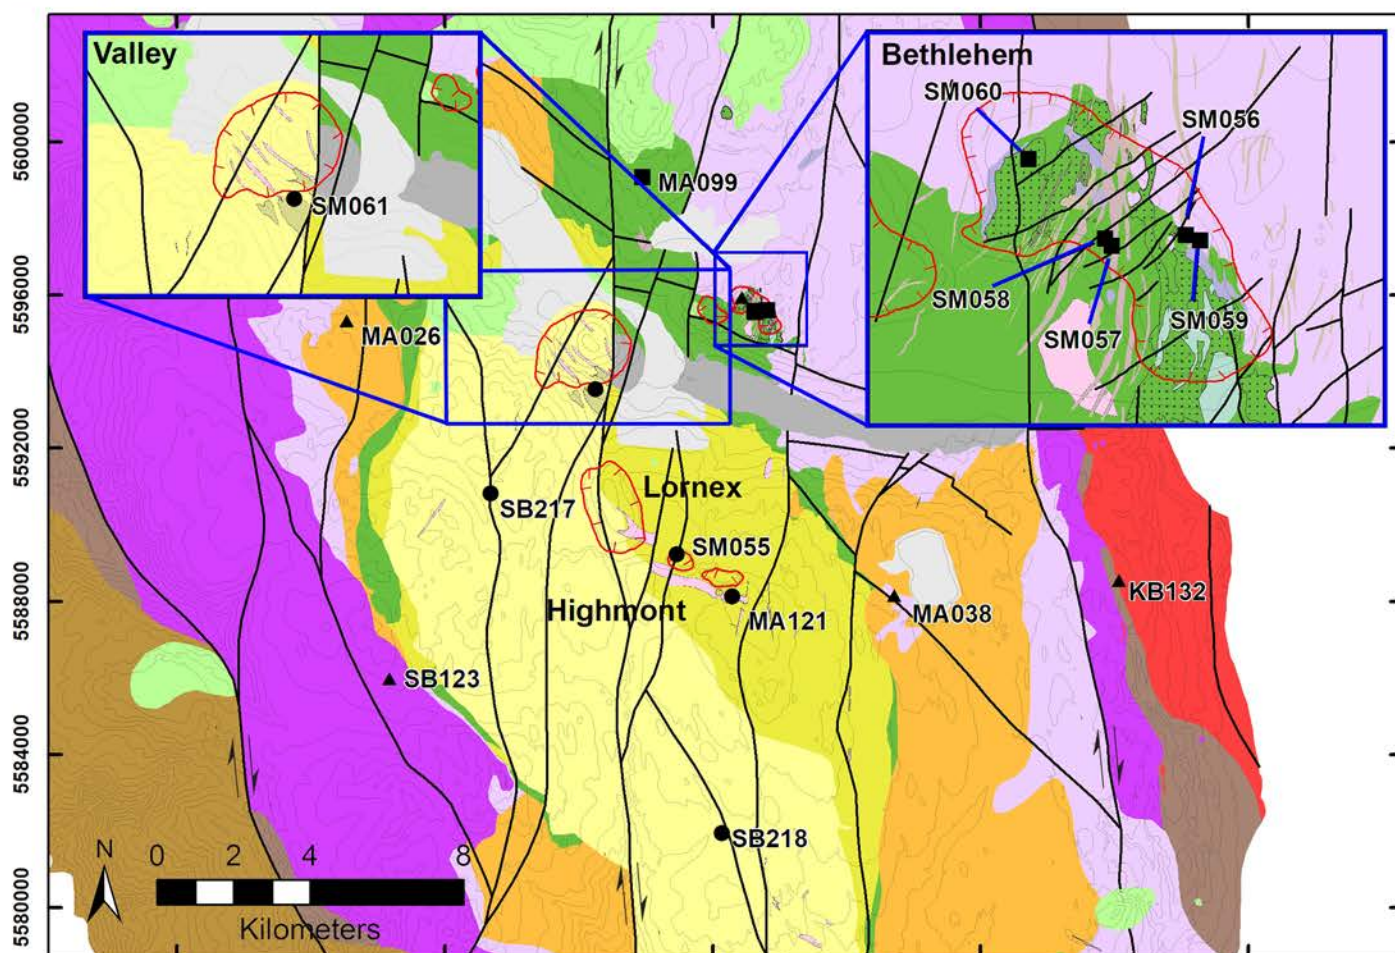 Valley
Bethlehem
SM060
SM056
SM061
MA099
SM058
SM057
SM059
MA026
5600000
5596000
5592000
5588000
5584000
5580000
SB217
Lornex
SM055
Highmont
MA121
MA038
KB132
SB123
SB218
N
0 2 4 8
Kilometers